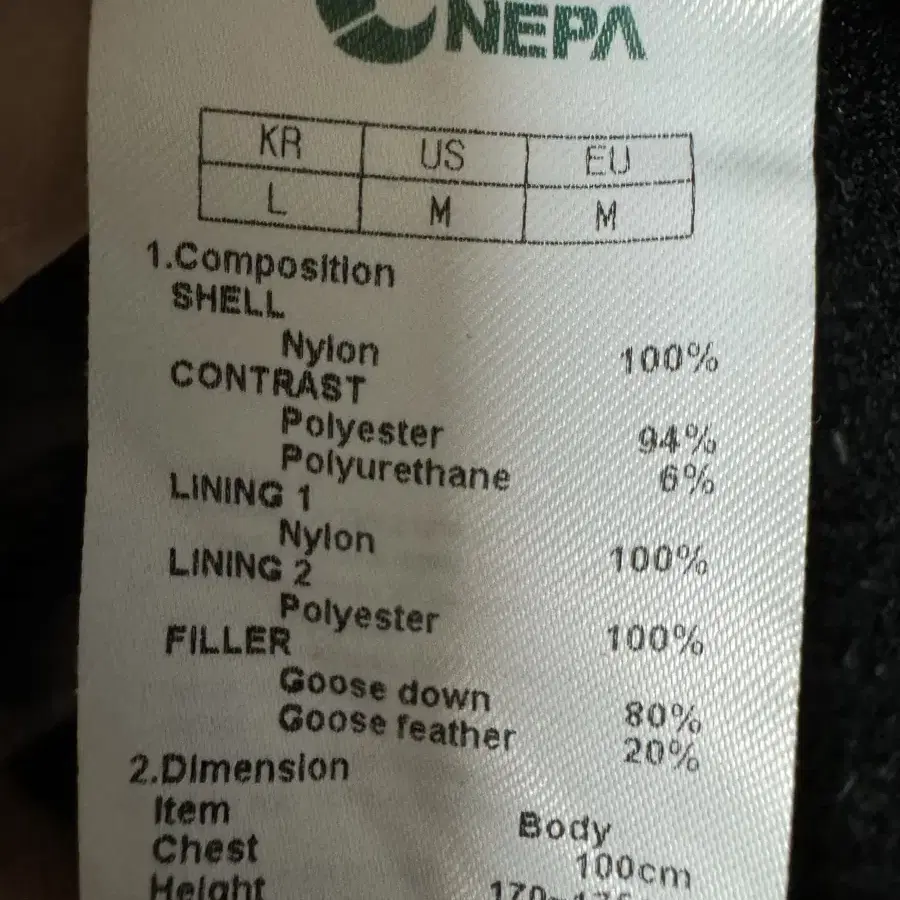 NEPA
KR US EU
L M M
1.Composition
SHELL
Nylon 100%
CONTRAST
Polyester 94%
Polyurethane 6%
LINING 1
Nylon 100%
LINING 2
Polyester 100%
FILLER
Goose down 80%
Goose feather 20%
2.Dimension
Item Body
Chest 100cm
Height